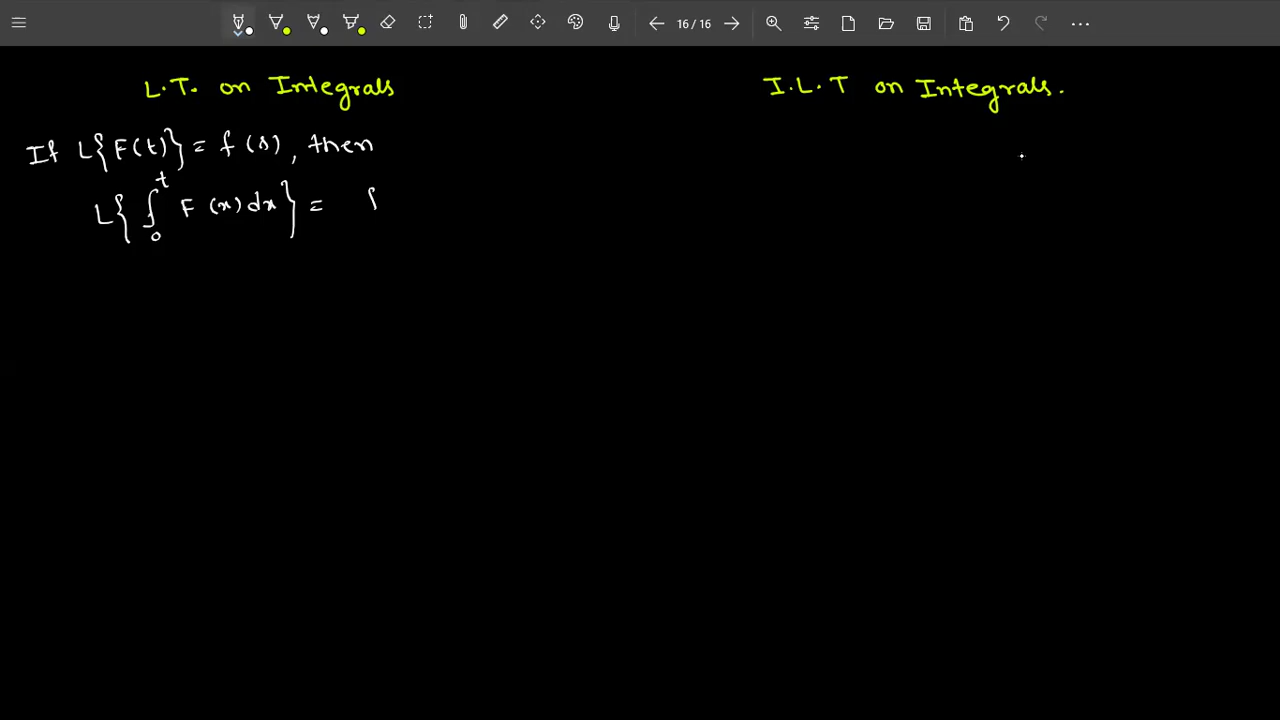 16/16
L.T. on Integrals
I.L.T on Integrals.
If L{F(t)} = f(s), then
L{∫₀ᵗ F(x)dx} =